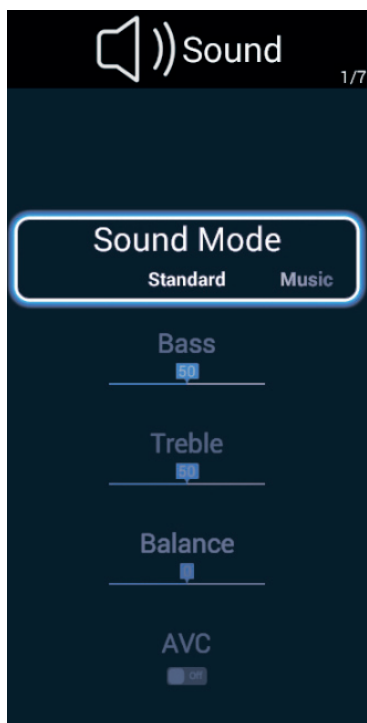 Sound
1/7
Sound Mode
Standard Music
Bass
50
Treble
50
Balance
0
AVC
Off